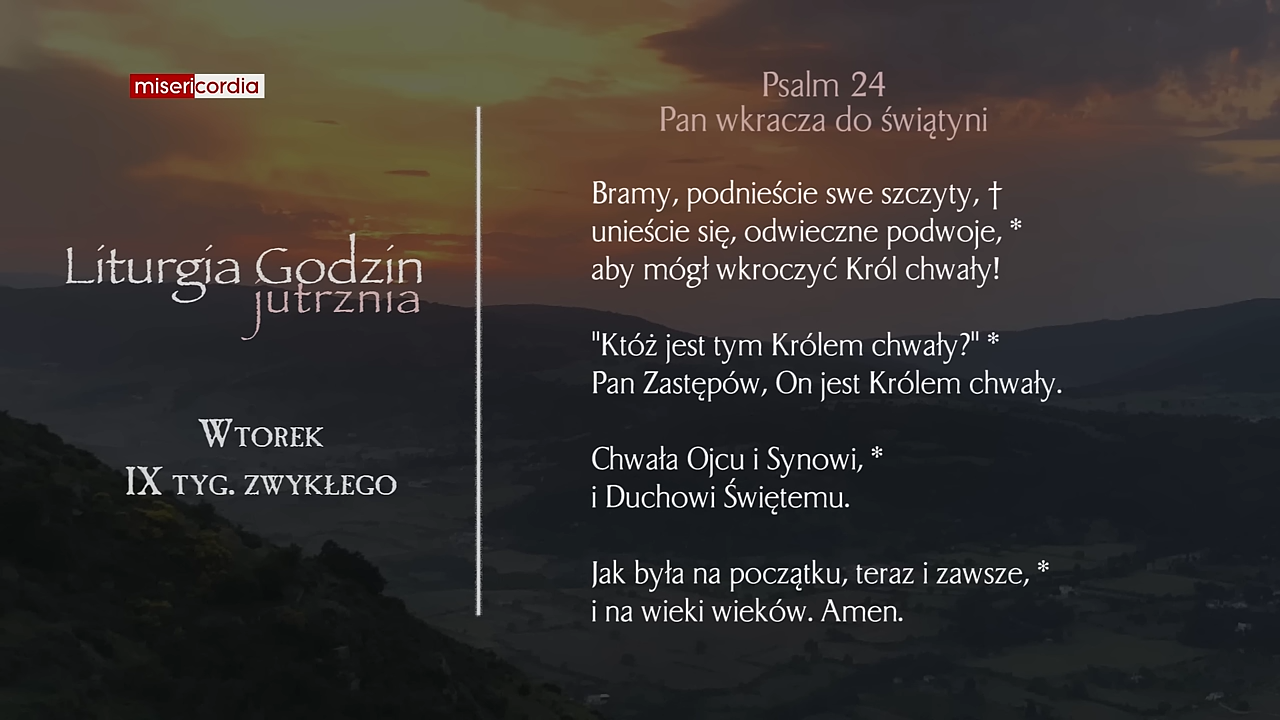 misericordia
Liturgia Godzin
jutrznia
Wtorek
IX tyg. zwykłego
Psalm 24
Pan wkracza do świątyni
Bramy, podnieście swe szczyty, †
unieście się, odwieczne podwoje, *
aby mógł wkroczyć Król chwały!
"Któż jest tym Królem chwały?" *
Pan Zastępów, On jest Królem chwały.
Chwała Ojcu i Synowi, *
i Duchowi Świętemu.
Jak była na początku, teraz i zawsze, *
i na wieki wieków. Amen.